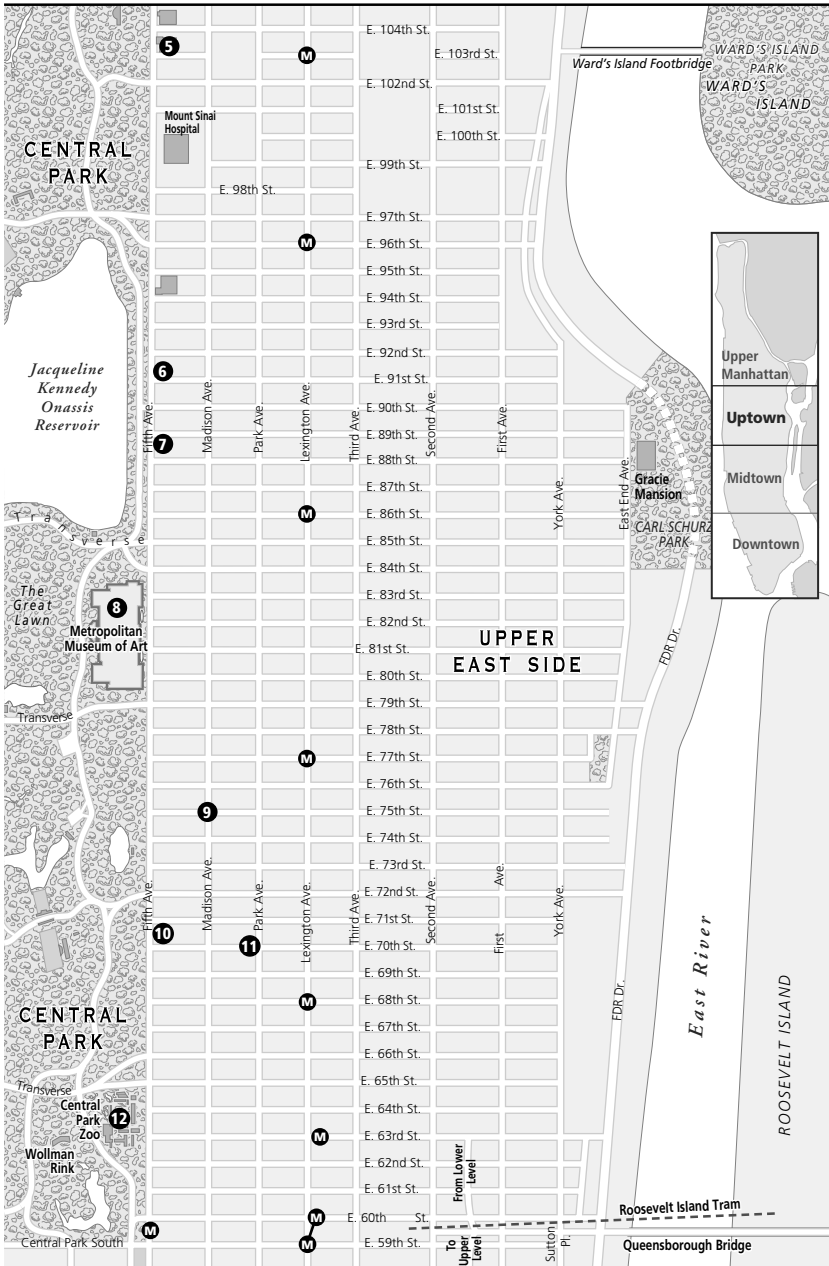 E. 104th St.
5
M
E. 103rd St.
Ward's Island Footbridge
WARD'S ISLAND
PARK
WARD'S
ISLAND
E. 102nd St.
E. 101st St.
Mount Sinai
Hospital
E. 100th St.
CENTRAL
PARK
E. 99th St.
E. 98th St.
E. 97th St.
M
E. 96th St.
E. 95th St.
E. 94th St.
E. 93rd St.
E. 92nd St.
6
E. 91st St.
Jacqueline
Kennedy
Onassis
Reservoir
Upper
Manhattan
Uptown
Midtown
Downtown
Fifth Ave.
Madison Ave.
Park Ave.
Lexington Ave.
Third Ave.
Second Ave.
First Ave.
York Ave.
East End Ave.
E. 90th St.
E. 89th St.
7
E. 88th St.
E. 87th St.
Gracie
Mansion
M
E. 86th St.
CARL SCHURZ
PARK
Transverse
E. 85th St.
E. 84th St.
The
Great
Lawn
E. 83rd St.
8
E. 82nd St.
Metropolitan
Museum of Art
E. 81st St.
UPPER
EAST SIDE
FDR Dr.
E. 80th St.
E. 79th St.
Transverse
E. 78th St.
M
E. 77th St.
E. 76th St.
9
E. 75th St.
E. 74th St.
E. 73rd St.
E. 72nd St.
Fifth Ave.
Madison Ave.
Park Ave.
Lexington Ave.
Third Ave.
Second Ave.
First
Ave.
York Ave.
E. 71st St.
10
11
E. 70th St.
E. 69th St.
M
E. 68th St.
FDR Dr.
East River
ROOSEVELT ISLAND
CENTRAL
PARK
E. 67th St.
E. 66th St.
E. 65th St.
Transverse
E. 64th St.
Central
Park
Zoo
12
M
E. 63rd St.
Wollman
Rink
E. 62nd St.
From Lower
Level
E. 61st St.
Roosevelt Island Tram
M
E. 60th St.
M
Central Park South
M
E. 59th St.
To
Upper
Level
Sutton
Pl.
Queensborough Bridge